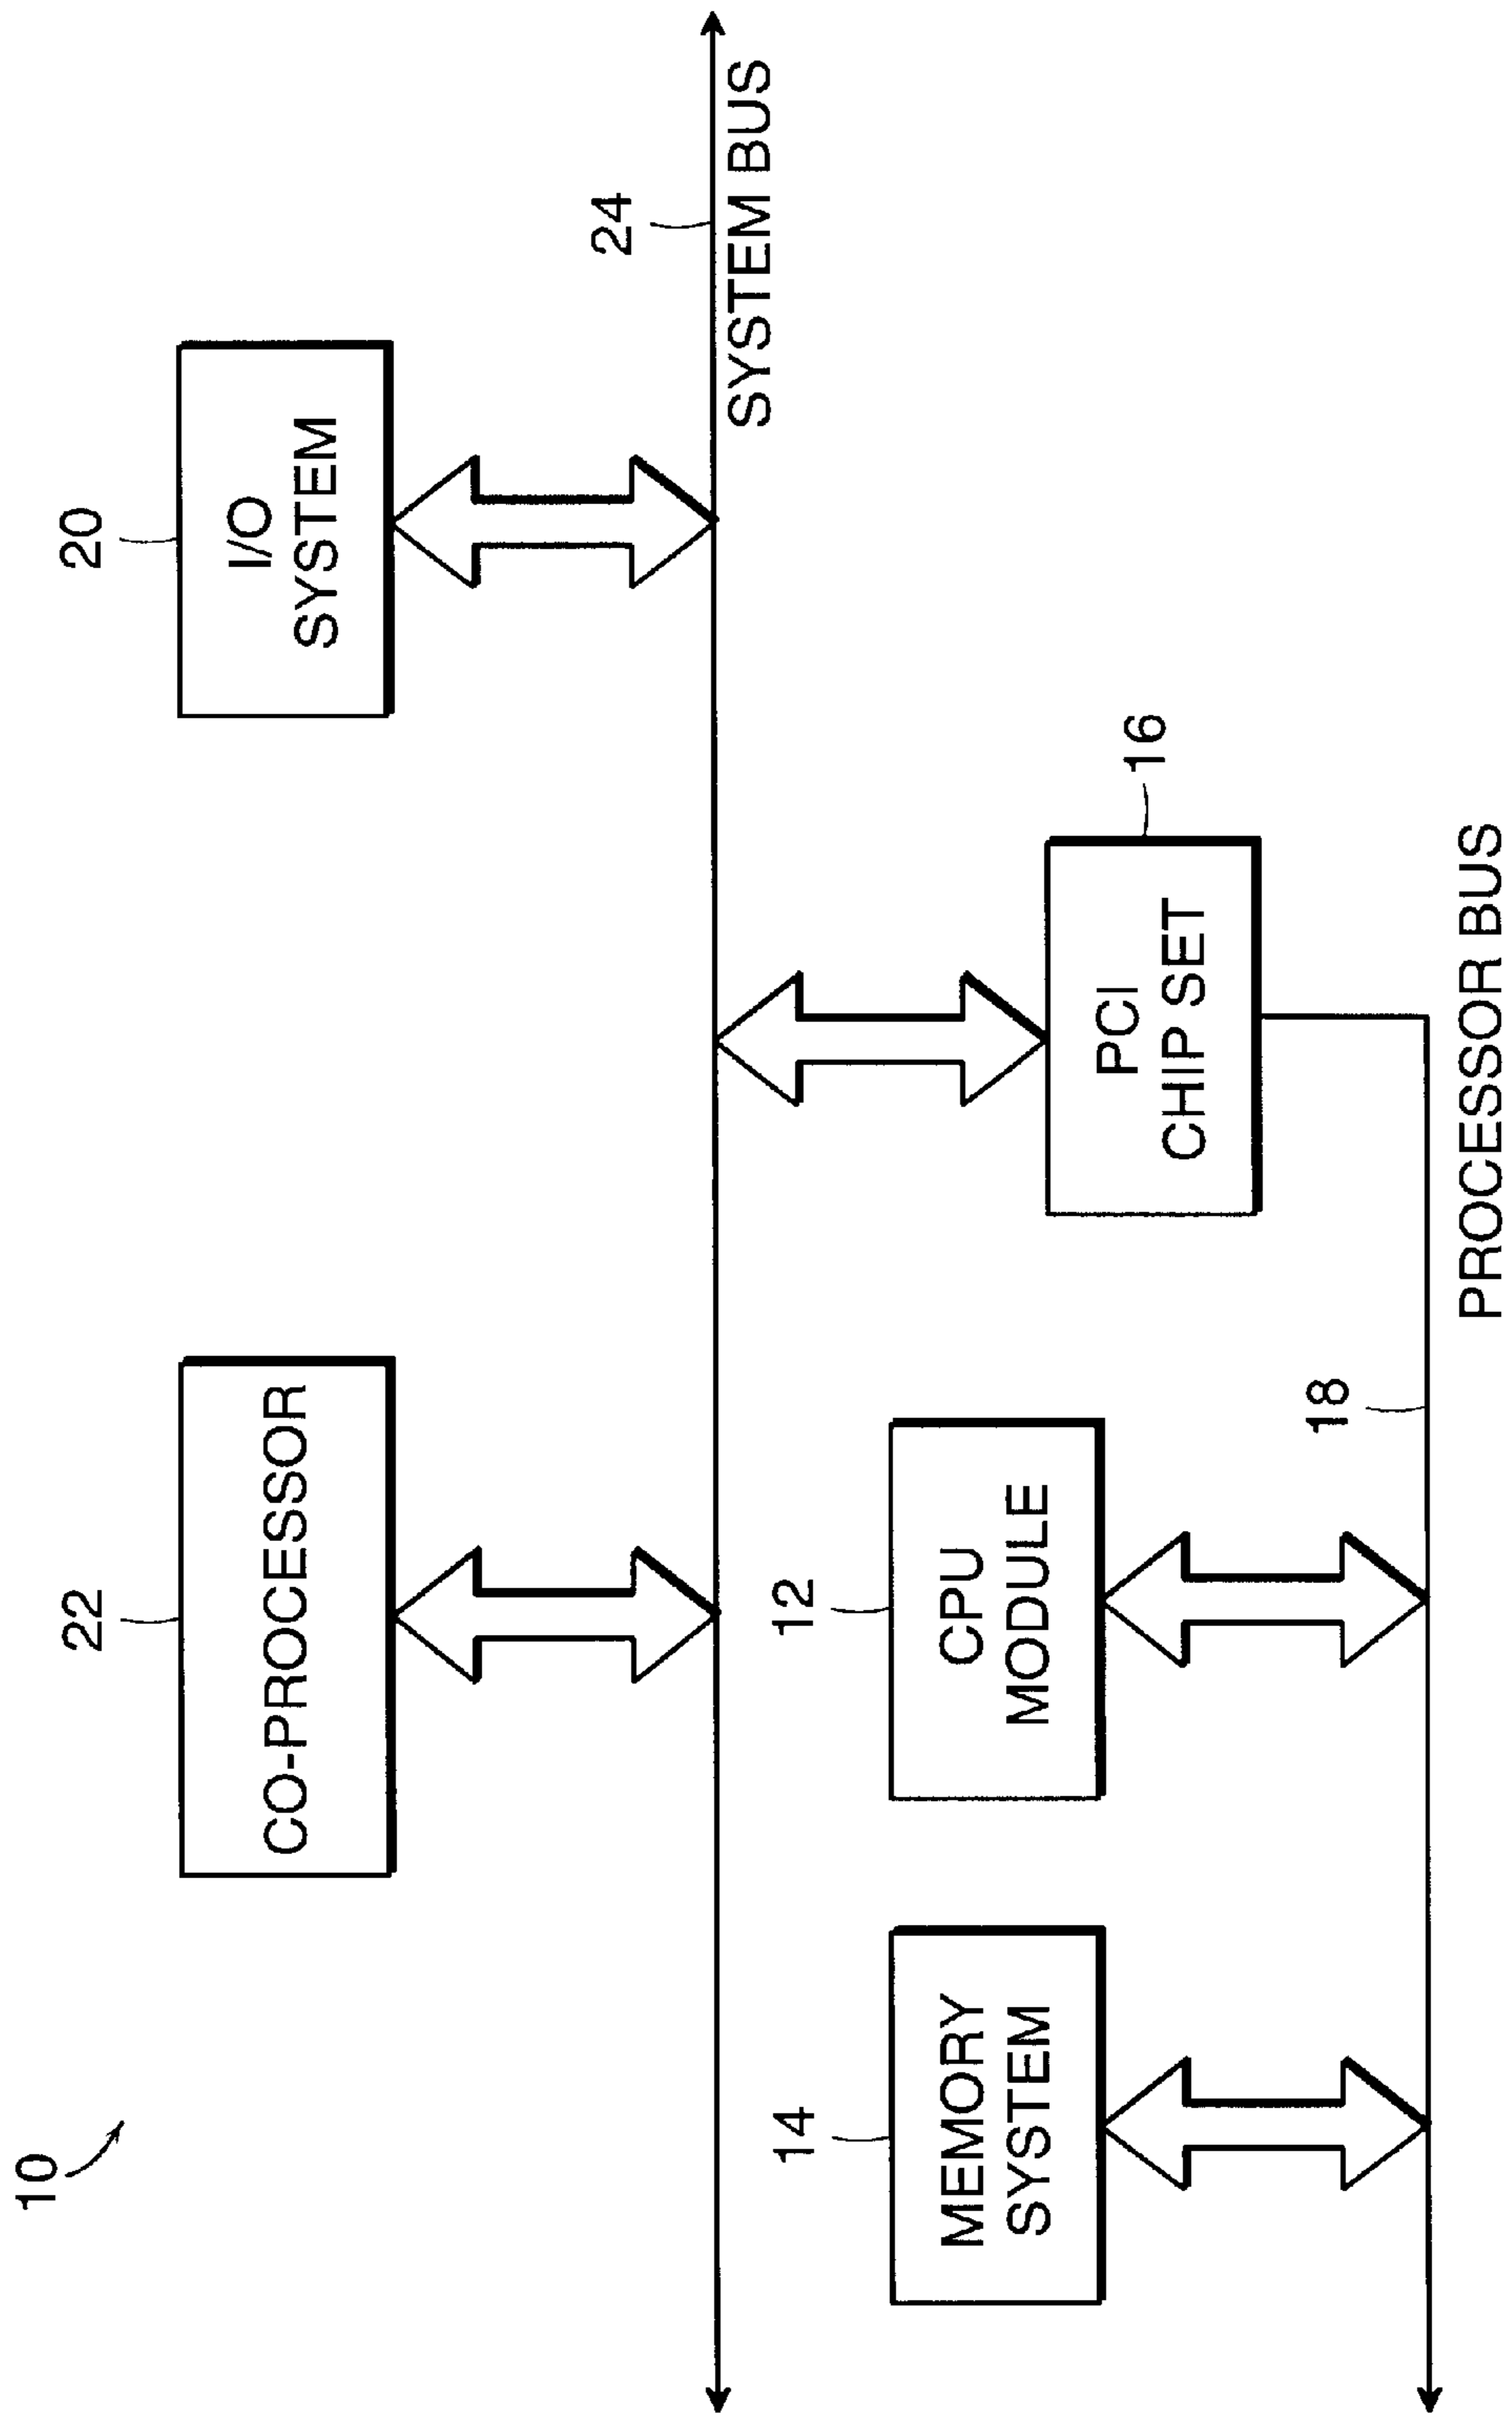 10
22
CO-PROCESSOR
20
I/O
SYSTEM
24
SYSTEM BUS
14
MEMORY
SYSTEM
12
CPU
MODULE
PCI
CHIP SET
16
18
PROCESSOR BUS